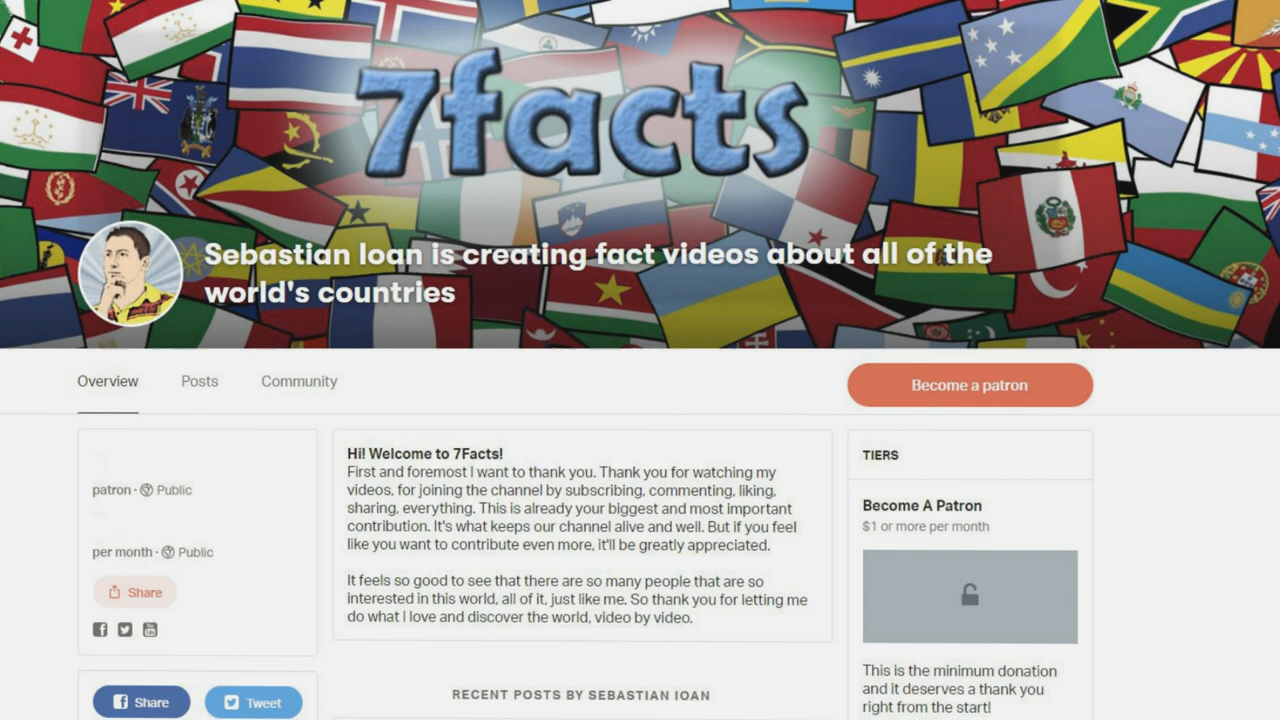 7facts
Sebastian Ioan is creating fact videos about all of the
world's countries
Overview
Posts
Community
Become a patron
patron · Public
per month · Public
Share
Share
Tweet
Hi! Welcome to 7Facts!
First and foremost I want to thank you. Thank you for watching my
videos, for joining the channel by subscribing, commenting, liking,
sharing, everything. This is already your biggest and most important
contribution. It's what keeps our channel alive and well. But if you feel
like you want to contribute even more, it'll be greatly appreciated.
It feels so good to see that there are so many people that are so
interested in this world, all of it, just like me. So thank you for letting me
do what I love and discover the world, video by video.
RECENT POSTS BY SEBASTIAN IOAN
TIERS
Become A Patron
$1 or more per month
This is the minimum donation
and it deserves a thank you
right from the start!